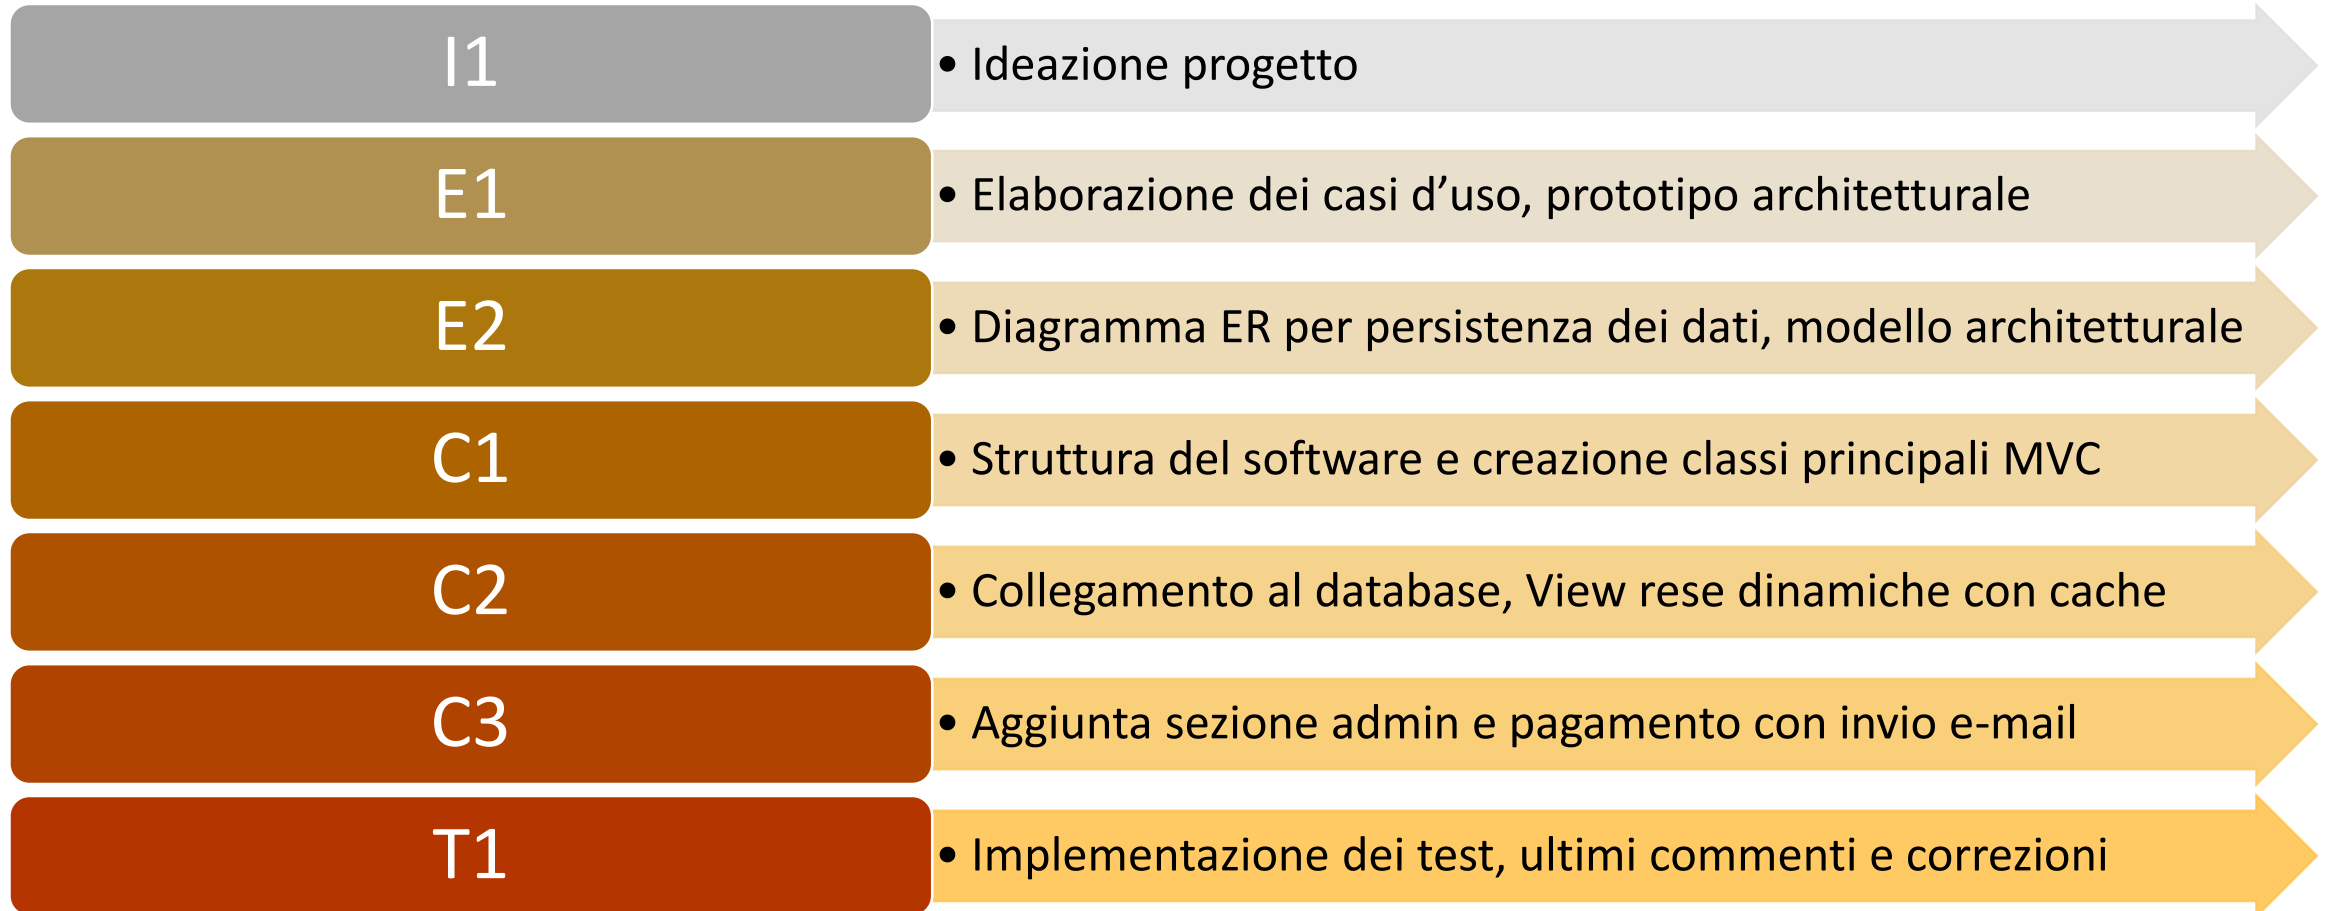 I1
• Ideazione progetto
E1
• Elaborazione dei casi d’uso, prototipo architetturale
E2
• Diagramma ER per persistenza dei dati, modello architetturale
C1
• Struttura del software e creazione classi principali MVC
C2
• Collegamento al database, View rese dinamiche con cache
C3
• Aggiunta sezione admin e pagamento con invio e-mail
T1
• Implementazione dei test, ultimi commenti e correzioni